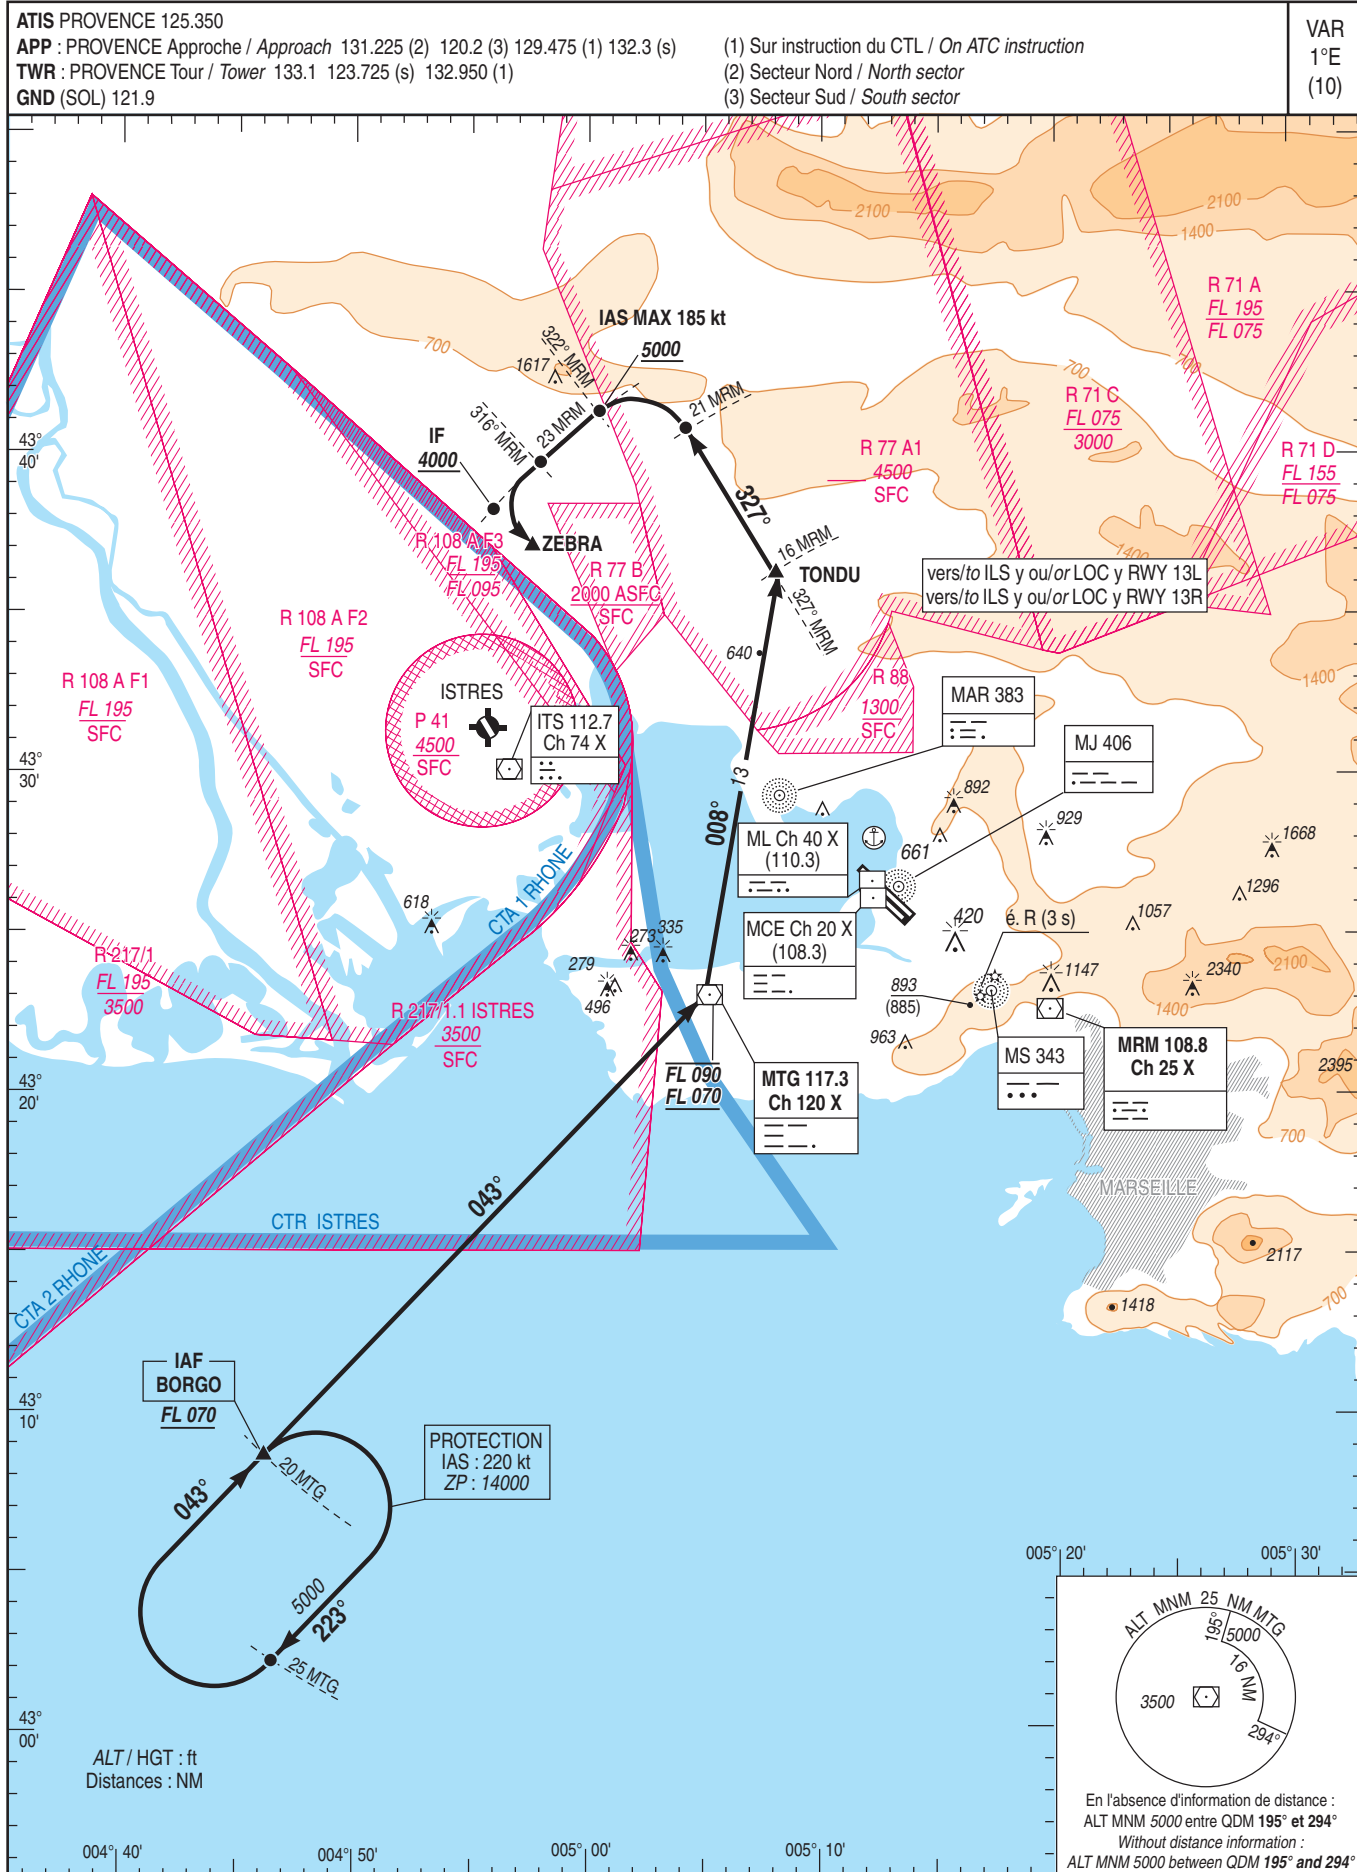 ATIS PROVENCE 125.350
APP : PROVENCE Approche / Approach 131.225 (2) 120.2 (3) 129.475 (1) 132.3 (s)
TWR : PROVENCE Tour / Tower 133.1 123.725 (s) 132.950 (1)
GND (SOL) 121.9
(1) Sur instruction du CTL / On ATC instruction
(2) Secteur Nord / North sector
(3) Secteur Sud / South sector
VAR
1°E
(10)
2100
2100
1400
R 71 A
FL 195
FL 075
700
IAS MAX 185 kt
5000
322° MRM
1617
21 MRM
700
700
R 71 C
FL 075
3000
316° MRM
23 MRM
IF
4000
43°
40'
R 77 A1
4500
SFC
R 71 D
FL 155
FL 075
327°
ZEBRA
R 108 A F3
FL 195
FL 095
16 MRM
TONDU
327° MRM
1400
R 77 B
2000 ASFC
SFC
vers/to ILS y ou/or LOC y RWY 13L
vers/to ILS y ou/or LOC y RWY 13R
R 108 A F2
FL 195
SFC
640
R 88
1300
SFC
1400
R 108 A F1
FL 195
SFC
ISTRES
P 41
4500
SFC
ITS 112.7
Ch 74 X
MAR 383
MJ 406
43°
30'
13
008°
892
929
1668
ML Ch 40 X
(110.3)
661
CTA 1 RHONE
1296
618
MCE Ch 20 X
(108.3)
420
é. R (3 s)
1057
273
335
R 217/1
FL 195
3500
279
496
893
(885)
1147
2340
2100
1400
R 217/1.1 ISTRES
3500
SFC
963
MS 343
MRM 108.8
Ch 25 X
2395
FL 090
FL 070
MTG 117.3
Ch 120 X
43°
20'
700
043°
MARSEILLE
CTR ISTRES
CTA 2 RHONE
2117
1418
700
IAF
BORGO
FL 070
43°
10'
PROTECTION
IAS : 220 kt
ZP : 14000
20 MTG
043°
5000
223°
25 MTG
005° 20'
005° 30'
ALT MNM 25 NM MTG
195°
5000
16 NM
3500
294°
43°
00'
ALT / HGT : ft
Distances : NM
En l'absence d'information de distance :
ALT MNM 5000 entre QDM 195° et 294°
Without distance information :
ALT MNM 5000 between QDM 195° and 294°
004° 40'
004° 50'
005° 00'
005° 10'